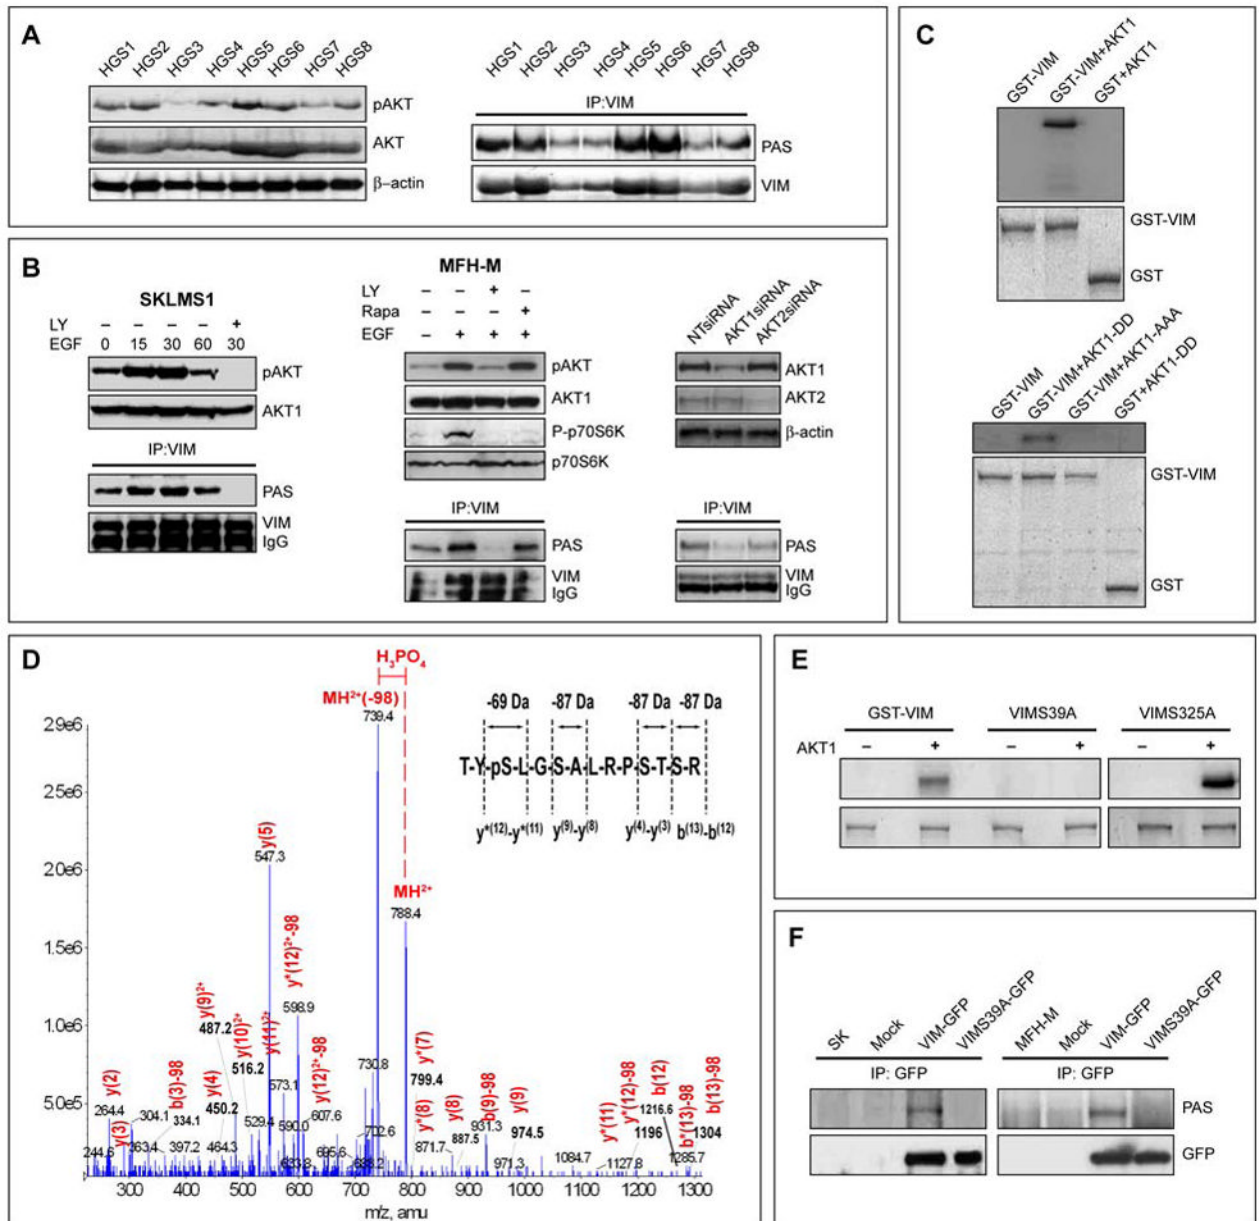 A
HGS1 HGS2 HGS3 HGS4 HGS5 HGS6 HGS7 HGS8
pAKT
AKT
β–actin
HGS1 HGS2 HGS3 HGS4 HGS5 HGS6 HGS7 HGS8
IP:VIM
PAS
VIM
B
SKLMS1
LY – – – – +
EGF 0 15 30 60 30
pAKT
AKT1
IP:VIM
PAS
VIM
IgG
MFH-M
LY – – + –
Rapa – – – +
EGF – + + +
pAKT
AKT1
P-p70S6K
p70S6K
IP:VIM
PAS
VIM
IgG
NTsiRNA AKT1siRNA AKT2siRNA
AKT1
AKT2
β-actin
IP:VIM
PAS
VIM
IgG
C
GST-VIM GST-VIM+AKT1 GST+AKT1
GST-VIM
GST
GST-VIM GST-VIM+AKT1-DD GST-VIM+AKT1-AAA GST+AKT1-DD
GST-VIM
GST
D
H3PO4
MH²⁺(-98)
739.4
-69 Da -87 Da -87 Da -87 Da
T-Y-pS-L-G-S-A-L-R-P-S-T-S-R
y*(12)-y*(11) y(9)-y(8) y(4)-y(3) b(13)-b(12)
29e6
25e6
20e6
1.5e6
1.0e6
5.0e5
y(5)
547.3
MH²⁺
788.4
y*(12)²⁺-98
598.9
y(9)²⁺
487.2
y(10)²⁺
516.2
y(11)²⁺
573.1
y(12)²⁺-98
607.6
730.8
y*(7)
799.4
y(2)
264.4
y(3)
304.1
b(3)-98
334.1
y(4)
450.2
529.4
590.0
702.6
y*(8)
871.7
y(8)
887.5
b(9)-98
931.3
y(9)
974.5
y*(11)
y*(12)-98
1196
b(12)
1216.6
b*(13)-98
1285.7
b(13)-98
1304
244.6 397.2 464.3 695.6 971.3 1084.7 1127.8
300 400 500 600 700 800 900 1000 1100 1200 1300
m/z, amu
E
GST-VIM VIMS39A VIMS325A
AKT1 – + – + – +
F
SK Mock VIM-GFP VIMS39A-GFP
IP: GFP
MFH-M Mock VIM-GFP VIMS39A-GFP
IP: GFP
PAS
GFP